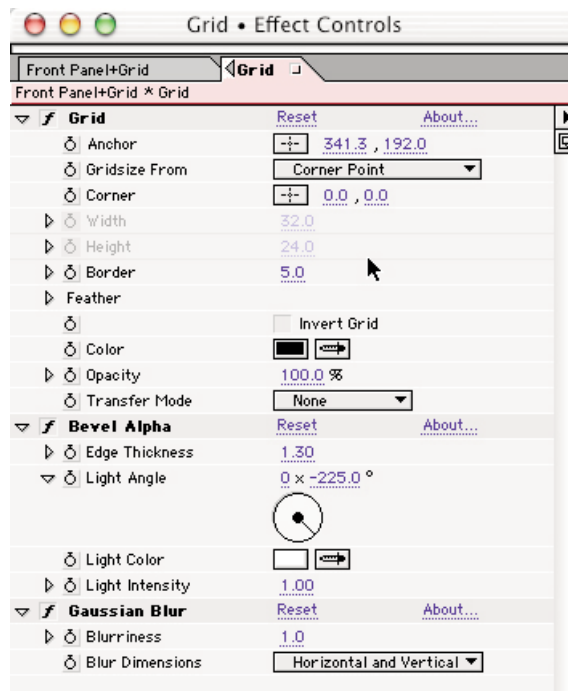 Grid • Effect Controls
Front Panel+Grid Grid
Front Panel+Grid * Grid
f Grid Reset About...
Anchor 341.3 , 192.0
Gridsize From Corner Point
Corner 0.0 , 0.0
Width 32.0
Height 24.0
Border 5.0
Feather
Invert Grid
Color
Opacity 100.0 %
Transfer Mode None
f Bevel Alpha Reset About...
Edge Thickness 1.30
Light Angle 0 x -225.0 °
Light Color
Light Intensity 1.00
f Gaussian Blur Reset About...
Blurriness 1.0
Blur Dimensions Horizontal and Vertical